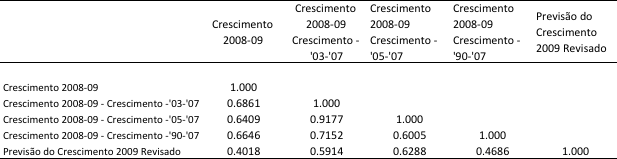 Crescimento 2008-09 Crescimento 2008-09 Crescimento - '03-'07 Crescimento 2008-09 Crescimento - '05-'07 Crescimento 2008-09 Crescimento - '90-'07 Previsão do Crescimento 2009 Revisado
Crescimento 2008-09 1.000
Crescimento 2008-09 - Crescimento -'03-'07 0.6861 1.000
Crescimento 2008-09 - Crescimento -'05-'07 0.6409 0.9177 1.000
Crescimento 2008-09 - Crescimento -'90-'07 0.6646 0.7152 0.6005 1.000
Previsão do Crescimento 2009 Revisado 0.4018 0.5914 0.6288 0.4686 1.000